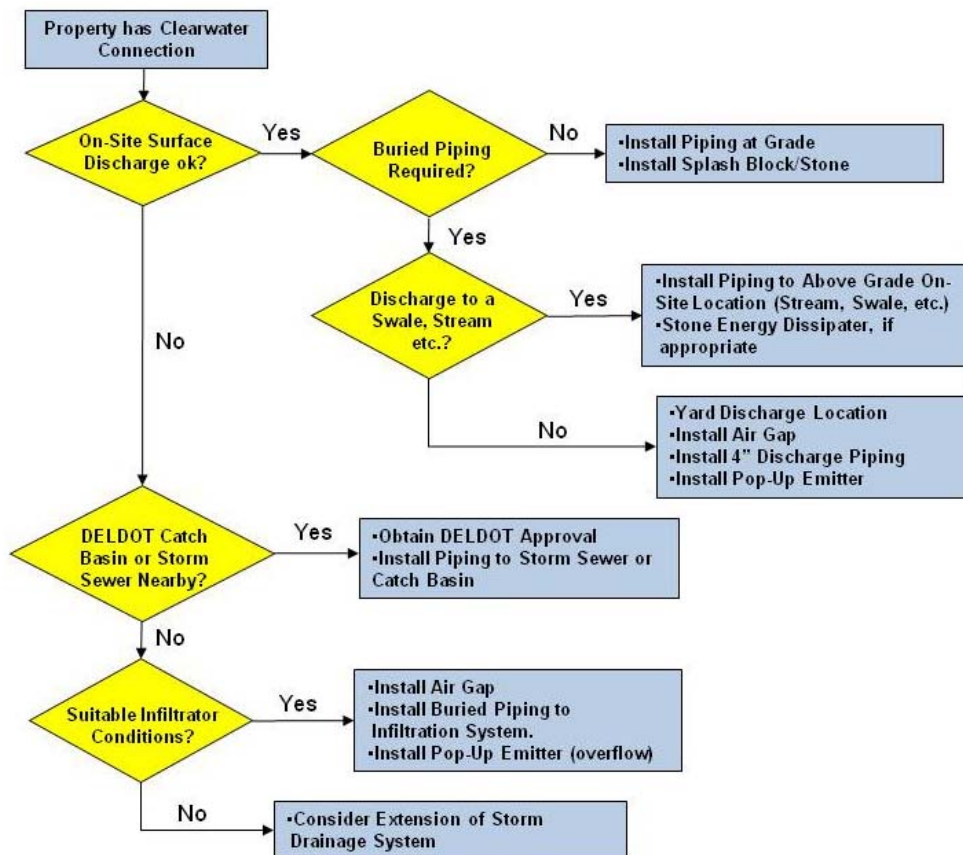 Property has Clearwater
Connection
On-Site Surface
Discharge ok?
Yes
Buried Piping
Required?
No
▪Install Piping at Grade
▪Install Splash Block/Stone
Yes
Discharge to a
Swale, Stream
etc.?
Yes
▪Install Piping to Above Grade On-
Site Location (Stream, Swale, etc.)
▪Stone Energy Dissipater, if
appropriate
No
No
▪Yard Discharge Location
▪Install Air Gap
▪Install 4” Discharge Piping
▪Install Pop-Up Emitter
DELDOT Catch
Basin or Storm
Sewer Nearby?
Yes
▪Obtain DELDOT Approval
▪Install Piping to Storm Sewer or
Catch Basin
No
Suitable Infiltrator
Conditions?
Yes
▪Install Air Gap
▪Install Buried Piping to
Infiltration System.
▪Install Pop-Up Emitter (overflow)
No
▪Consider Extension of Storm
Drainage System